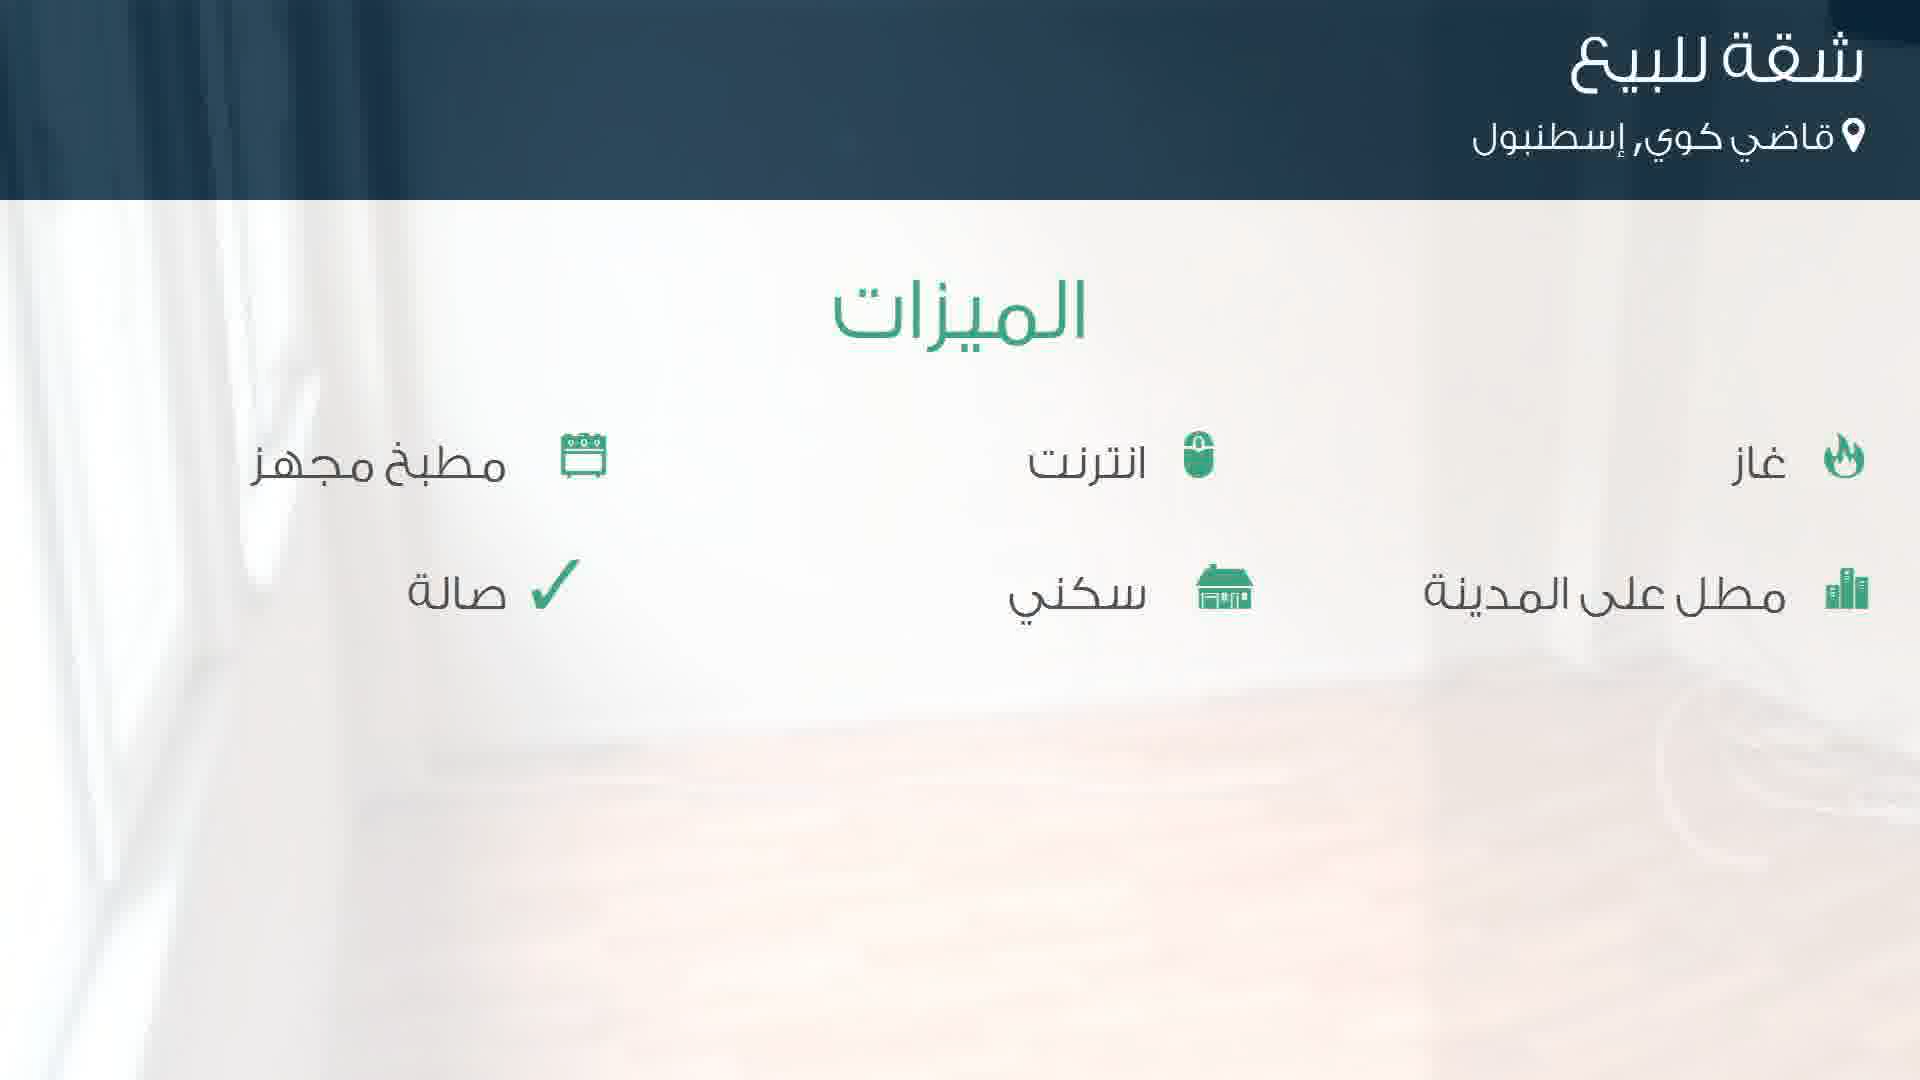 شقة للبيع
قاضي كوي, إسطنبول
الميزات
غاز
انترنت
مطبخ مجهز
مطل على المدينة
سكني
صالة